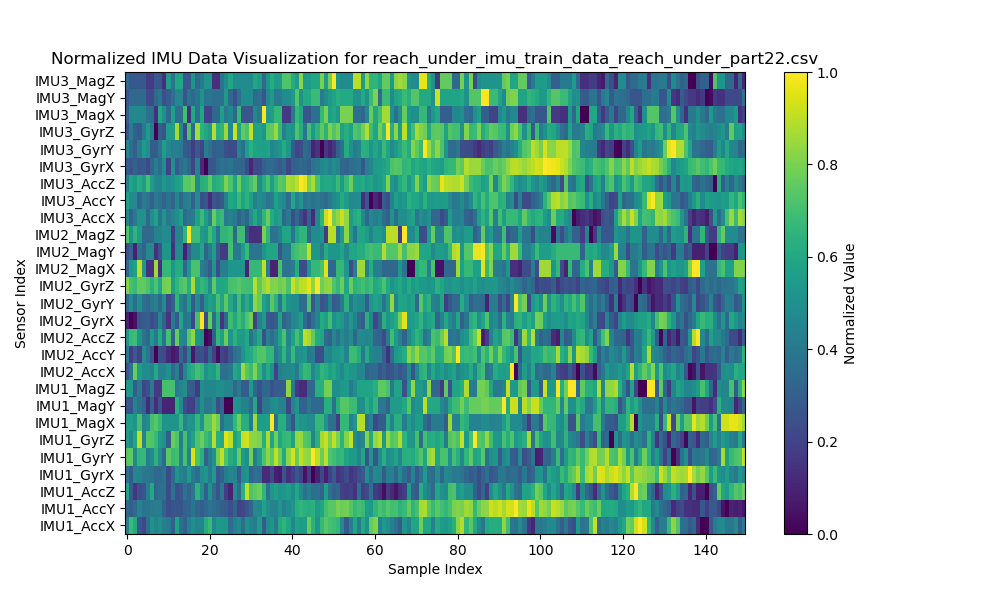 Normalized IMU Data Visualization for reach_under_imu_train_data_reach_under_part22.csv
IMU3_MagZ
IMU3_MagY
IMU3_MagX
IMU3_GyrZ
IMU3_GyrY
IMU3_GyrX
IMU3_AccZ
IMU3_AccY
IMU3_AccX
IMU2_MagZ
IMU2_MagY
IMU2_MagX
IMU2_GyrZ
IMU2_GyrY
IMU2_GyrX
IMU2_AccZ
IMU2_AccY
IMU2_AccX
IMU1_MagZ
IMU1_MagY
IMU1_MagX
IMU1_GyrZ
IMU1_GyrY
IMU1_GyrX
IMU1_AccZ
IMU1_AccY
IMU1_AccX
Sensor Index
0 20 40 60 80 100 120 140
Sample Index
1.0
0.8
0.6
0.4
0.2
0.0
Normalized Value